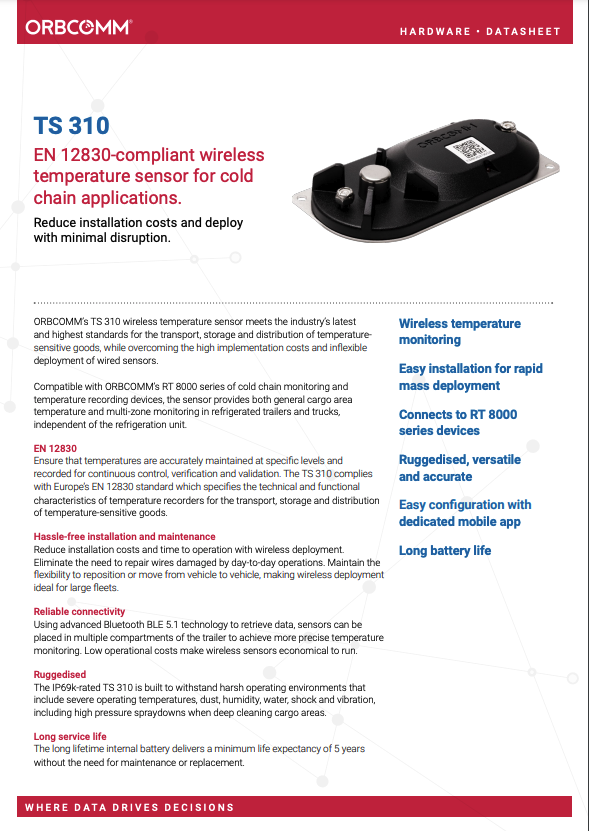 ORBCOMM®
HARDWARE • DATASHEET
TS 310
EN 12830-compliant wireless
temperature sensor for cold
chain applications.
Reduce installation costs and deploy
with minimal disruption.
ORBCOMM
ORBCOMM's TS 310 wireless temperature sensor meets the industry's latest
and highest standards for the transport, storage and distribution of temperature-
sensitive goods, while overcoming the high implementation costs and inflexible
deployment of wired sensors.
Compatible with ORBCOMM's RT 8000 series of cold chain monitoring and
temperature recording devices, the sensor provides both general cargo area
temperature and multi-zone monitoring in refrigerated trailers and trucks,
independent of the refrigeration unit.
EN 12830
Ensure that temperatures are accurately maintained at specific levels and
recorded for continuous control, verification and validation. The TS 310 complies
with Europe's EN 12830 standard which specifies the technical and functional
characteristics of temperature recorders for the transport, storage and distribution
of temperature-sensitive goods.
Hassle-free installation and maintenance
Reduce installation costs and time to operation with wireless deployment.
Eliminate the need to repair wires damaged by day-to-day operations. Maintain the
flexibility to reposition or move from vehicle to vehicle, making wireless deployment
ideal for large fleets.
Reliable connectivity
Using advanced Bluetooth BLE 5.1 technology to retrieve data, sensors can be
placed in multiple compartments of the trailer to achieve more precise temperature
monitoring. Low operational costs make wireless sensors economical to run.
Ruggedised
The IP69k-rated TS 310 is built to withstand harsh operating environments that
include severe operating temperatures, dust, humidity, water, shock and vibration,
including high pressure spraydowns when deep cleaning cargo areas.
Long service life
The long lifetime internal battery delivers a minimum life expectancy of 5 years
without the need for maintenance or replacement.
Wireless temperature
monitoring
Easy installation for rapid
mass deployment
Connects to RT 8000
series devices
Ruggedised, versatile
and accurate
Easy configuration with
dedicated mobile app
Long battery life
WHERE DATA DRIVES DECISIONS